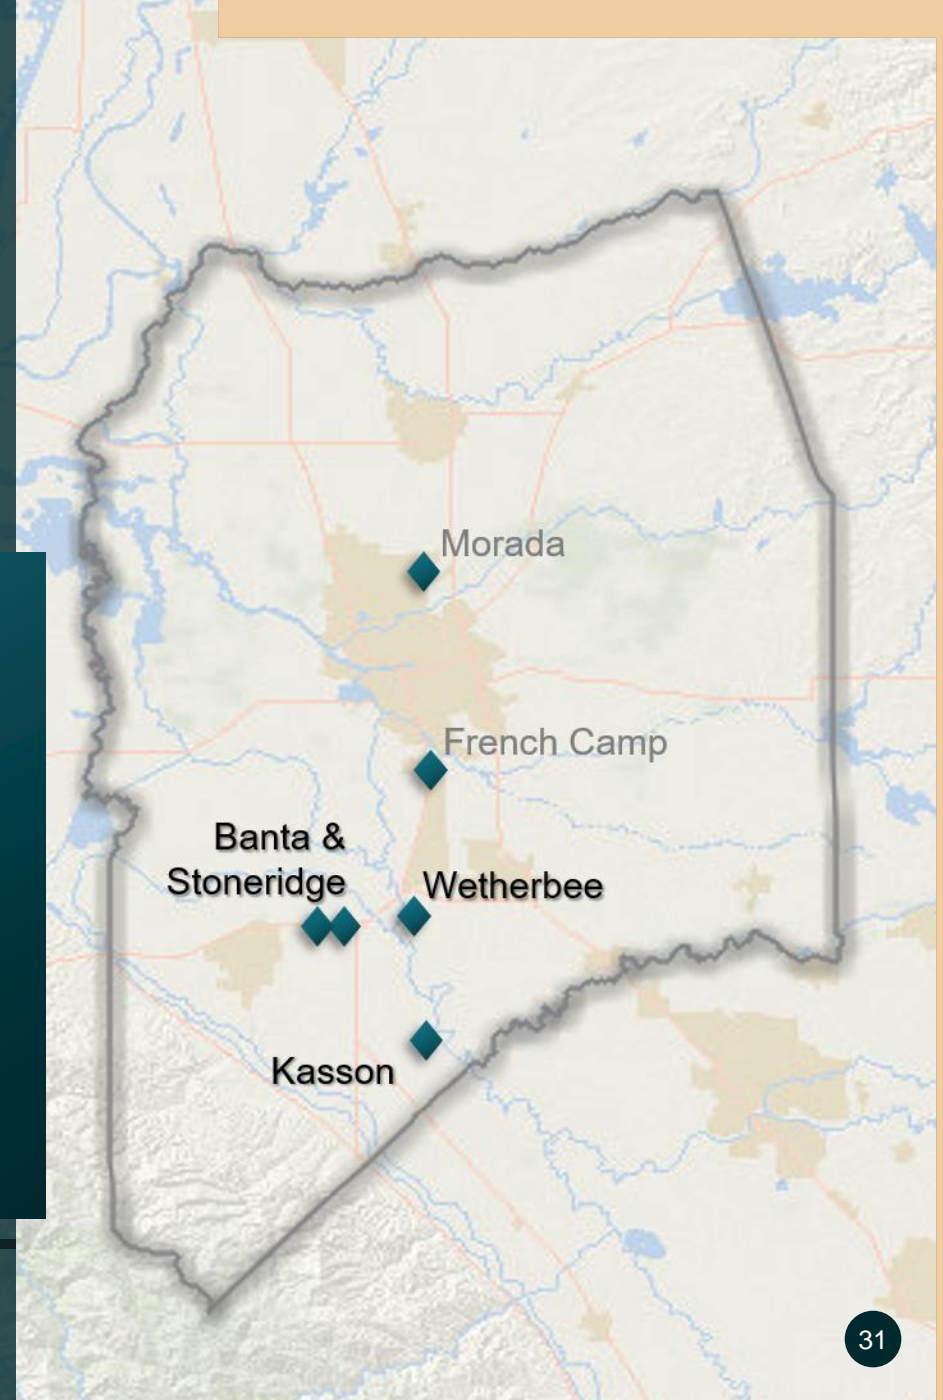 Morada
French Camp
Banta &
Stoneridge
Wetherbee
Kasson
31